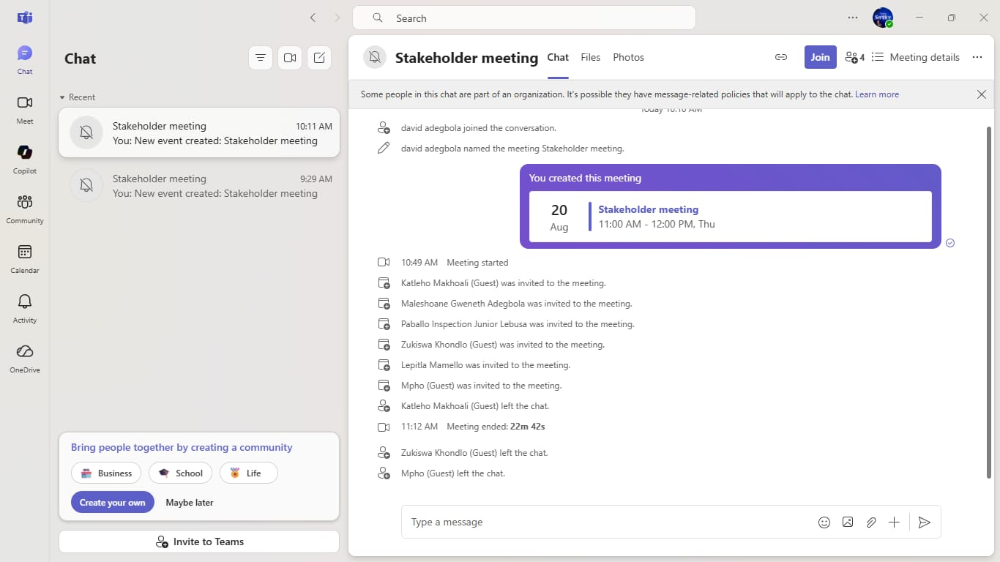 Search
Chat
Meet
Copilot
Community
Calendar
Activity
OneDrive
Chat
Recent
Stakeholder meeting 10:11 AM
You: New event created: Stakeholder meeting
Stakeholder meeting 9:29 AM
You: New event created: Stakeholder meeting
Bring people together by creating a community
Business School Life
Create your own Maybe later
Invite to Teams
Stakeholder meeting Chat Files Photos Join 4 Meeting details
Some people in this chat are part of an organization. It's possible they have message-related policies that will apply to the chat. Learn more
Today 10:10 AM
david adegbola joined the conversation.
david adegbola named the meeting Stakeholder meeting.
You created this meeting
20 Stakeholder meeting
Aug 11:00 AM - 12:00 PM, Thu
10:49 AM Meeting started
Katleho Makhoali (Guest) was invited to the meeting.
Maleshoane Gweneth Adegbola was invited to the meeting.
Paballo Inspection Junior Lebusa was invited to the meeting.
Zukiswa Khondlo (Guest) was invited to the meeting.
Lepitla Mamello was invited to the meeting.
Mpho (Guest) was invited to the meeting.
Katleho Makhoali (Guest) left the chat.
11:12 AM Meeting ended: 22m 42s
Zukiswa Khondlo (Guest) left the chat.
Mpho (Guest) left the chat.
Type a message